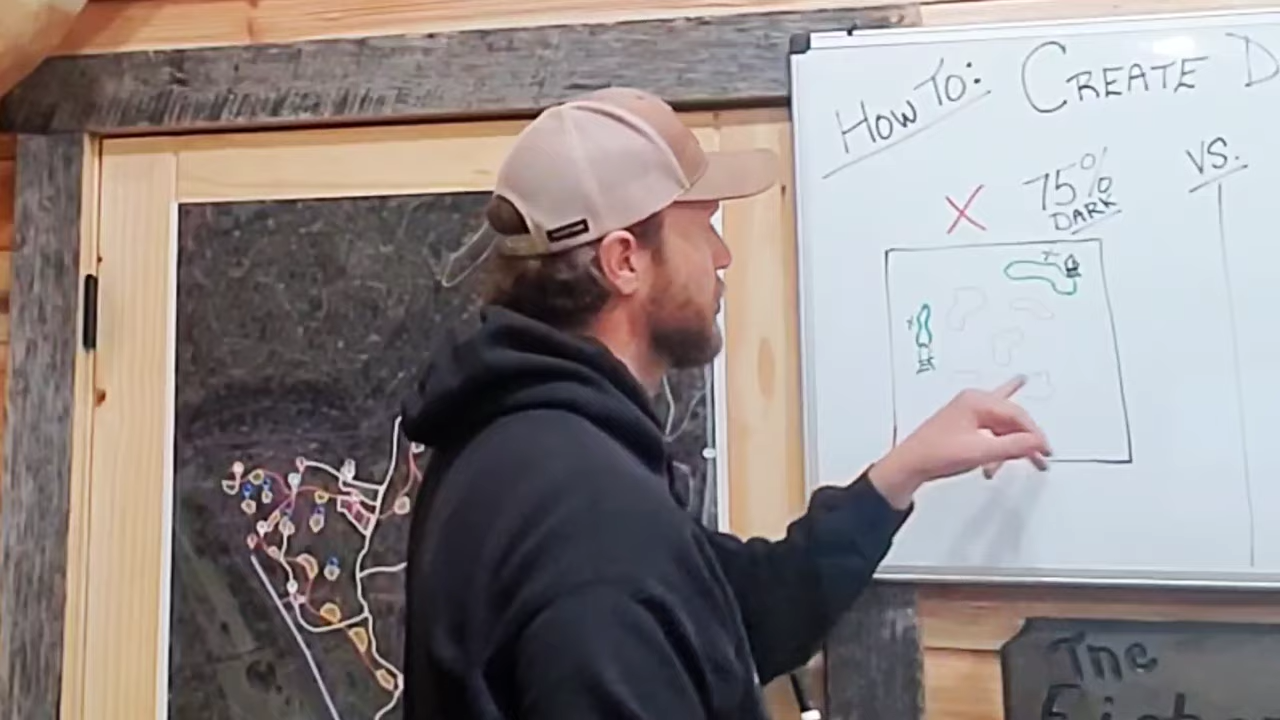 How To: CREATE D
X 75% VS.
DARK
x
x
The